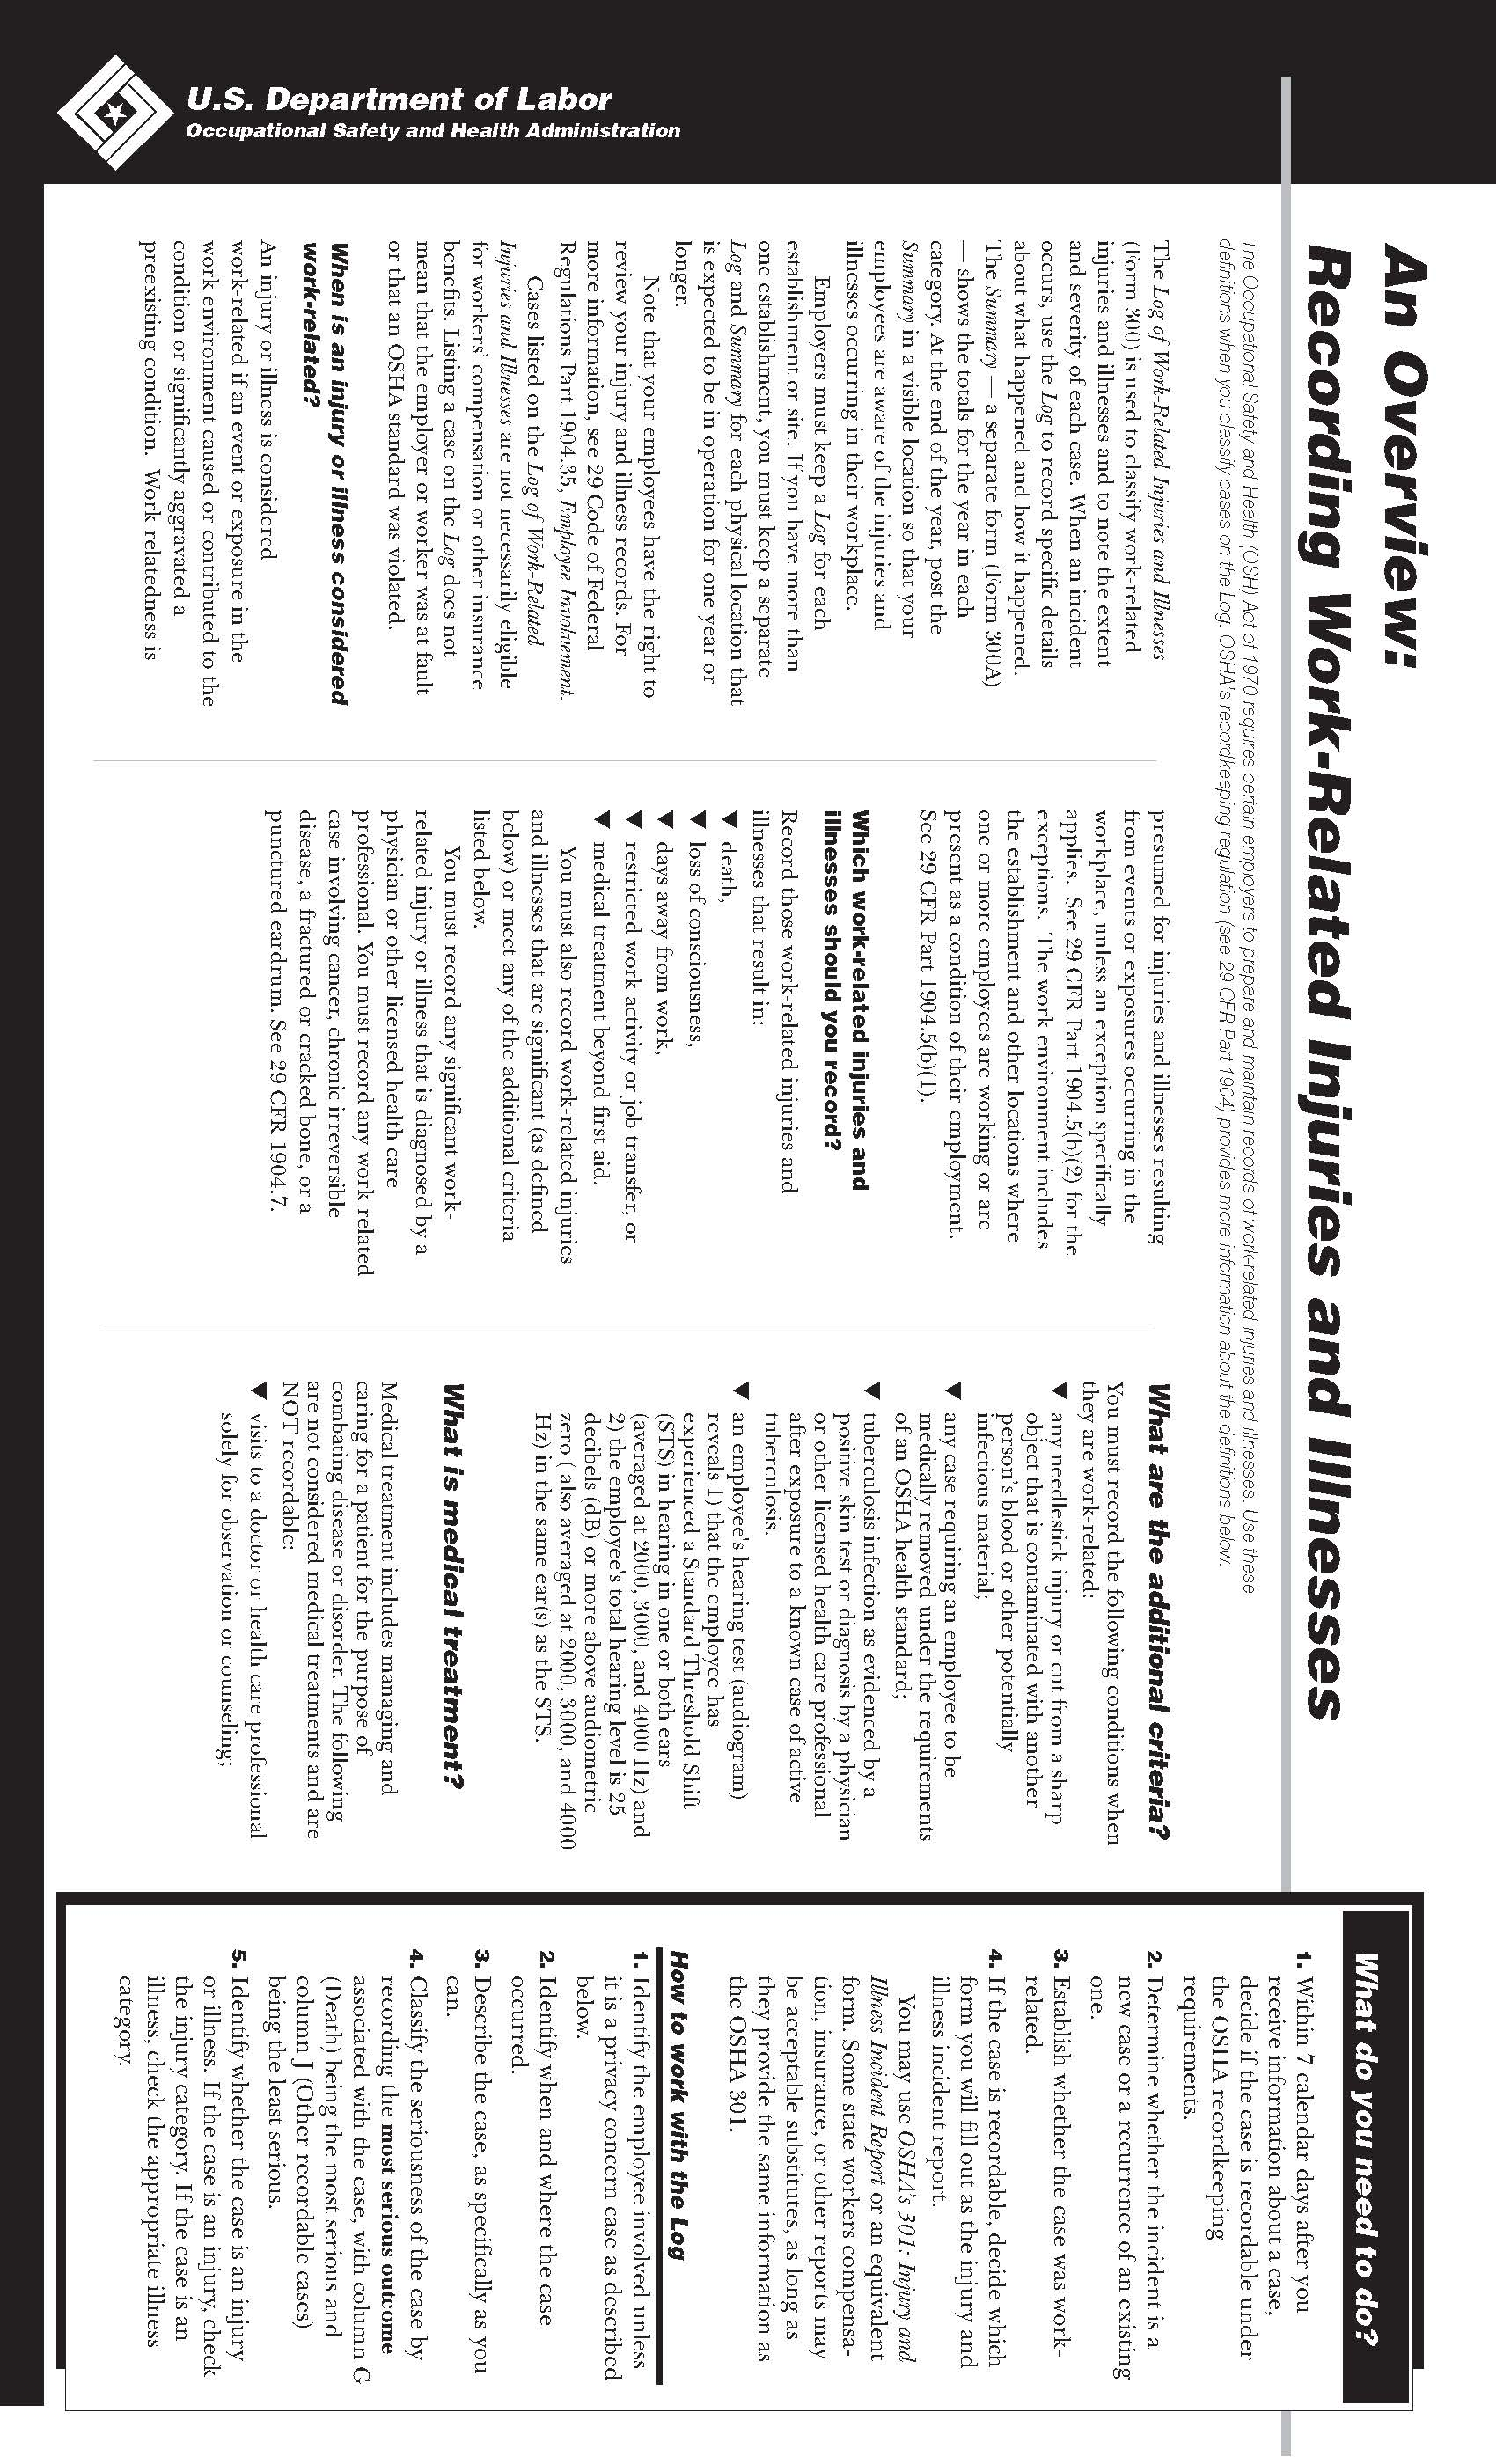 U.S. Department of Labor
Occupational Safety and Health Administration
An Overview:
Recording Work-Related Injuries and Illnesses
The Occupational Safety and Health (OSH) Act of 1970 requires certain employers to prepare and maintain records of work-related injuries and illnesses. Use these
definitions when you classify cases on the Log. OSHA's recordkeeping regulation (see 29 CFR Part 1904) provides more information about the definitions below.
The Log of Work-Related Injuries and Illnesses
(Form 300) is used to classify work-related
injuries and illnesses and to note the extent
and severity of each case. When an incident
occurs, use the Log to record specific details
about what happened and how it happened.
The Summary — a separate form (Form 300A)
— shows the totals for the year in each
category. At the end of the year, post the
Summary in a visible location so that your
employees are aware of the injuries and
illnesses occurring in their workplace.
Employers must keep a Log for each
establishment or site. If you have more than
one establishment, you must keep a separate
Log and Summary for each physical location that
is expected to be in operation for one year or
longer.
Note that your employees have the right to
review your injury and illness records. For
more information, see 29 Code of Federal
Regulations Part 1904.35, Employee Involvement.
Cases listed on the Log of Work-Related
Injuries and Illnesses are not necessarily eligible
for workers' compensation or other insurance
benefits. Listing a case on the Log does not
mean that the employer or worker was at fault
or that an OSHA standard was violated.
When is an injury or illness considered
work-related?
An injury or illness is considered
work-related if an event or exposure in the
work environment caused or contributed to the
condition or significantly aggravated a
preexisting condition. Work-relatedness is
presumed for injuries and illnesses resulting
from events or exposures occurring in the
workplace, unless an exception specifically
applies. See 29 CFR Part 1904.5(b)(2) for the
exceptions. The work environment includes
the establishment and other locations where
one or more employees are working or are
present as a condition of their employment.
See 29 CFR Part 1904.5(b)(1).
Which work-related injuries and
illnesses should you record?
Record those work-related injuries and
illnesses that result in:
▼ death,
▼ loss of consciousness,
▼ days away from work,
▼ restricted work activity or job transfer, or
▼ medical treatment beyond first aid.
You must also record work-related injuries
and illnesses that are significant (as defined
below) or meet any of the additional criteria
listed below.
You must record any significant work-
related injury or illness that is diagnosed by a
physician or other licensed health care
professional. You must record any work-related
case involving cancer, chronic irreversible
disease, a fractured or cracked bone, or a
punctured eardrum. See 29 CFR 1904.7.
What are the additional criteria?
You must record the following conditions when
they are work-related:
▼ any needlestick injury or cut from a sharp
object that is contaminated with another
person's blood or other potentially
infectious material;
▼ any case requiring an employee to be
medically removed under the requirements
of an OSHA health standard;
▼ tuberculosis infection as evidenced by a
positive skin test or diagnosis by a physician
or other licensed health care professional
after exposure to a known case of active
tuberculosis.
▼ an employee's hearing test (audiogram)
reveals 1) that the employee has
experienced a Standard Threshold Shift
(STS) in hearing in one or both ears
(averaged at 2000, 3000, and 4000 Hz) and
2) the employee's total hearing level is 25
decibels (dB) or more above audiometric
zero ( also averaged at 2000, 3000, and 4000
Hz) in the same ear(s) as the STS.
What is medical treatment?
Medical treatment includes managing and
caring for a patient for the purpose of
combating disease or disorder. The following
are not considered medical treatments and are
NOT recordable:
▼ visits to a doctor or health care professional
solely for observation or counseling;
What do you need to do?
1. Within 7 calendar days after you
receive information about a case,
decide if the case is recordable under
the OSHA recordkeeping
requirements.
2. Determine whether the incident is a
new case or a recurrence of an existing
one.
3. Establish whether the case was work-
related.
4. If the case is recordable, decide which
form you will fill out as the injury and
illness incident report.
You may use OSHA's 301: Injury and
Illness Incident Report or an equivalent
form. Some state workers compensa-
tion, insurance, or other reports may
be acceptable substitutes, as long as
they provide the same information as
the OSHA 301.
How to work with the Log
1. Identify the employee involved unless
it is a privacy concern case as described
below.
2. Identify when and where the case
occurred.
3. Describe the case, as specifically as you
can.
4. Classify the seriousness of the case by
recording the most serious outcome
associated with the case, with column G
(Death) being the most serious and
column J (Other recordable cases)
being the least serious.
5. Identify whether the case is an injury
or illness. If the case is an injury, check
the injury category. If the case is an
illness, check the appropriate illness
category.